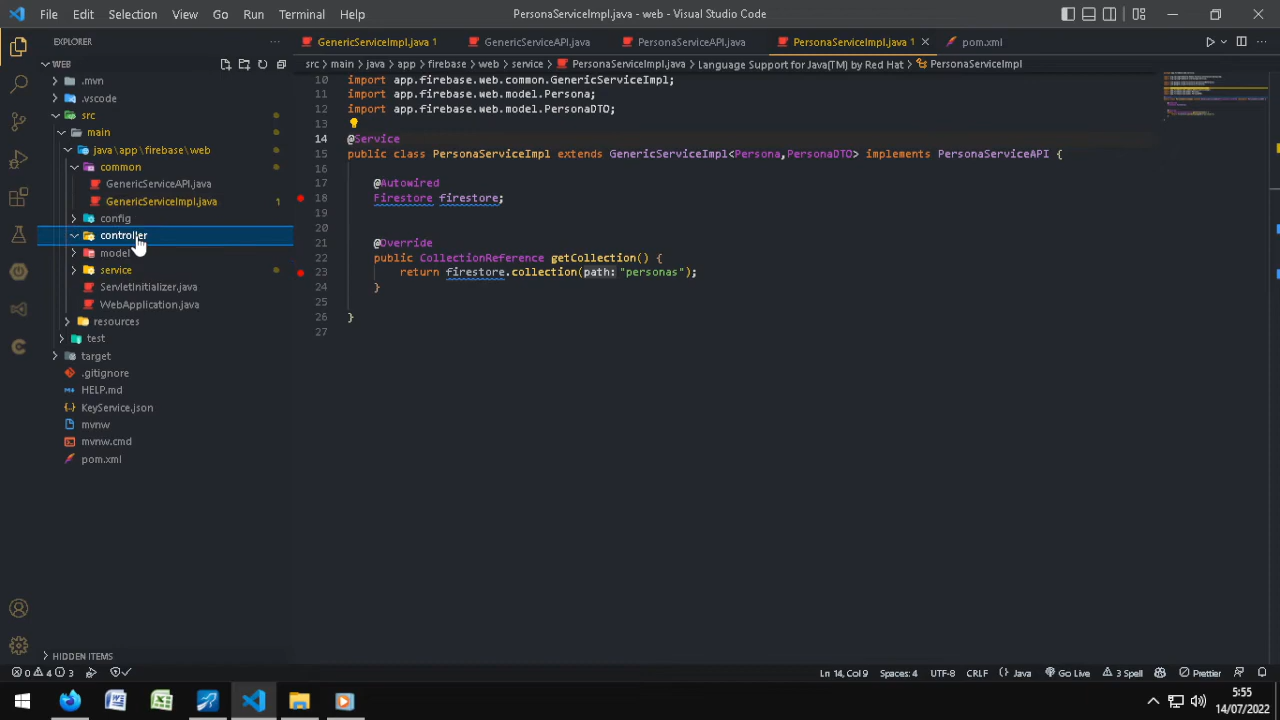 File Edit Selection View Go Run Terminal Help
PersonaServiceImpl.java - web - Visual Studio Code
EXPLORER
GenericServiceImpl.java 1
GenericServiceAPI.java
PersonaServiceAPI.java
PersonaServiceImpl.java 1
pom.xml
WEB
src > main > java > app > firebase > web > service > PersonaServiceImpl.java > Language Support for Java(TM) by Red Hat > PersonaServiceImpl
.mvn
.vscode
src
main
java\app\firebase\web
common
GenericServiceAPI.java
GenericServiceImpl.java 1
config
controller
model
service
ServletInitializer.java
WebApplication.java
resources
test
target
.gitignore
HELP.md
KeyService.json
mvnw
mvnw.cmd
pom.xml
HIDDEN ITEMS
10 import app.firebase.web.common.GenericServiceImpl;
11 import app.firebase.web.model.Persona;
12 import app.firebase.web.model.PersonaDTO;
13
14 @Service
15 public class PersonaServiceImpl extends GenericServiceImpl<Persona,PersonaDTO> implements PersonaServiceAPI {
16
17 @Autowired
18 Firestore firestore;
19
20
21 @Override
22 public CollectionReference getCollection() {
23 return firestore.collection(path: "personas");
24 }
25
26 }
27
0 4 3
Ln 14, Col 9 Spaces: 4 UTF-8 CRLF {} Java Go Live 3 Spell Prettier
5:55
14/07/2022